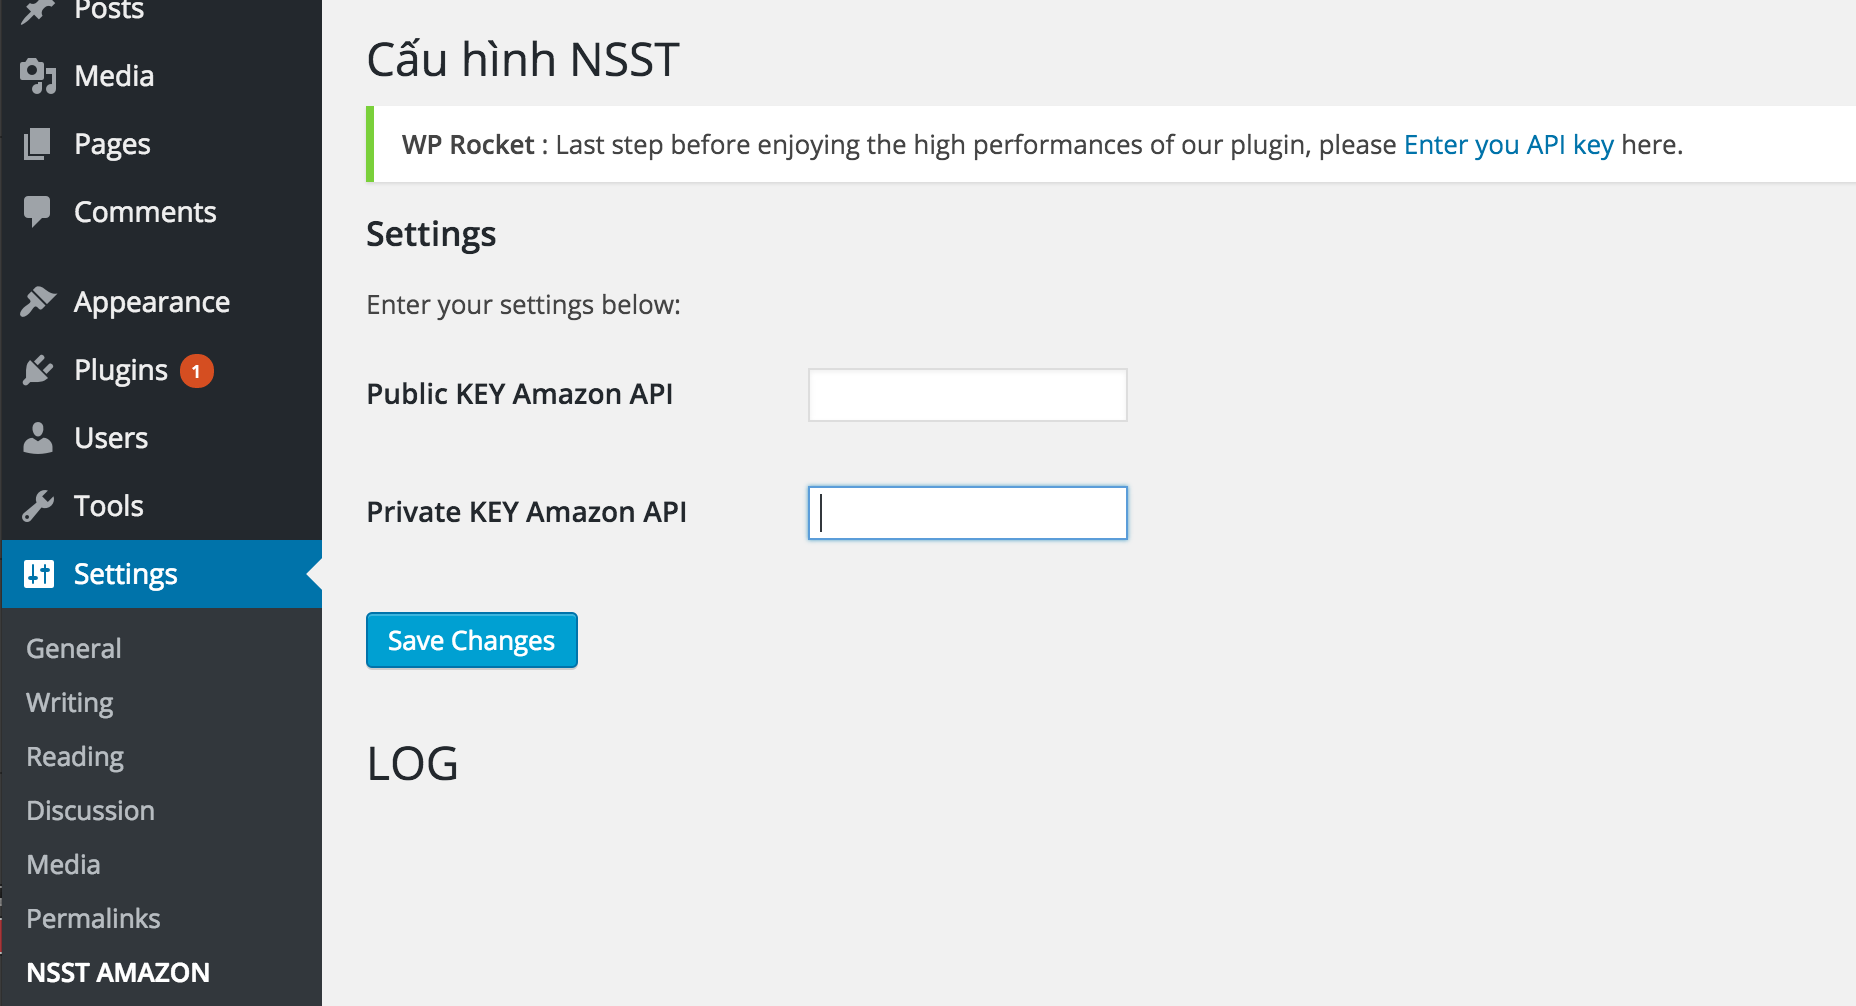 Posts
Media
Pages
Comments
Appearance
Plugins 1
Users
Tools
Settings
General
Writing
Reading
Discussion
Media
Permalinks
NSST AMAZON
Cấu hình NSST
WP Rocket : Last step before enjoying the high performances of our plugin, please Enter you API key here.
Settings
Enter your settings below:
Public KEY Amazon API
Private KEY Amazon API
Save Changes
LOG